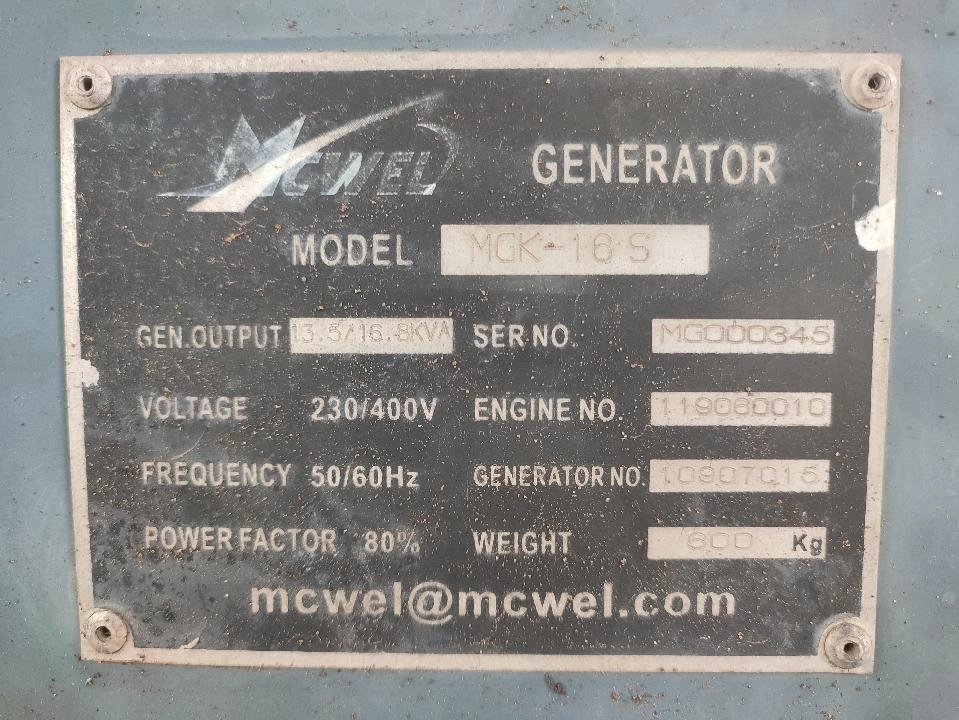 MCWEL GENERATOR
MODEL MGK-16 S
GEN.OUTPUT 13.5/16.8KVA SER NO. MG000345
VOLTAGE 230/400V ENGINE NO. 119060010
FREQUENCY 50/60Hz GENERATOR NO. 10907015
POWER FACTOR 80% WEIGHT 600 Kg
mcwel@mcwel.com